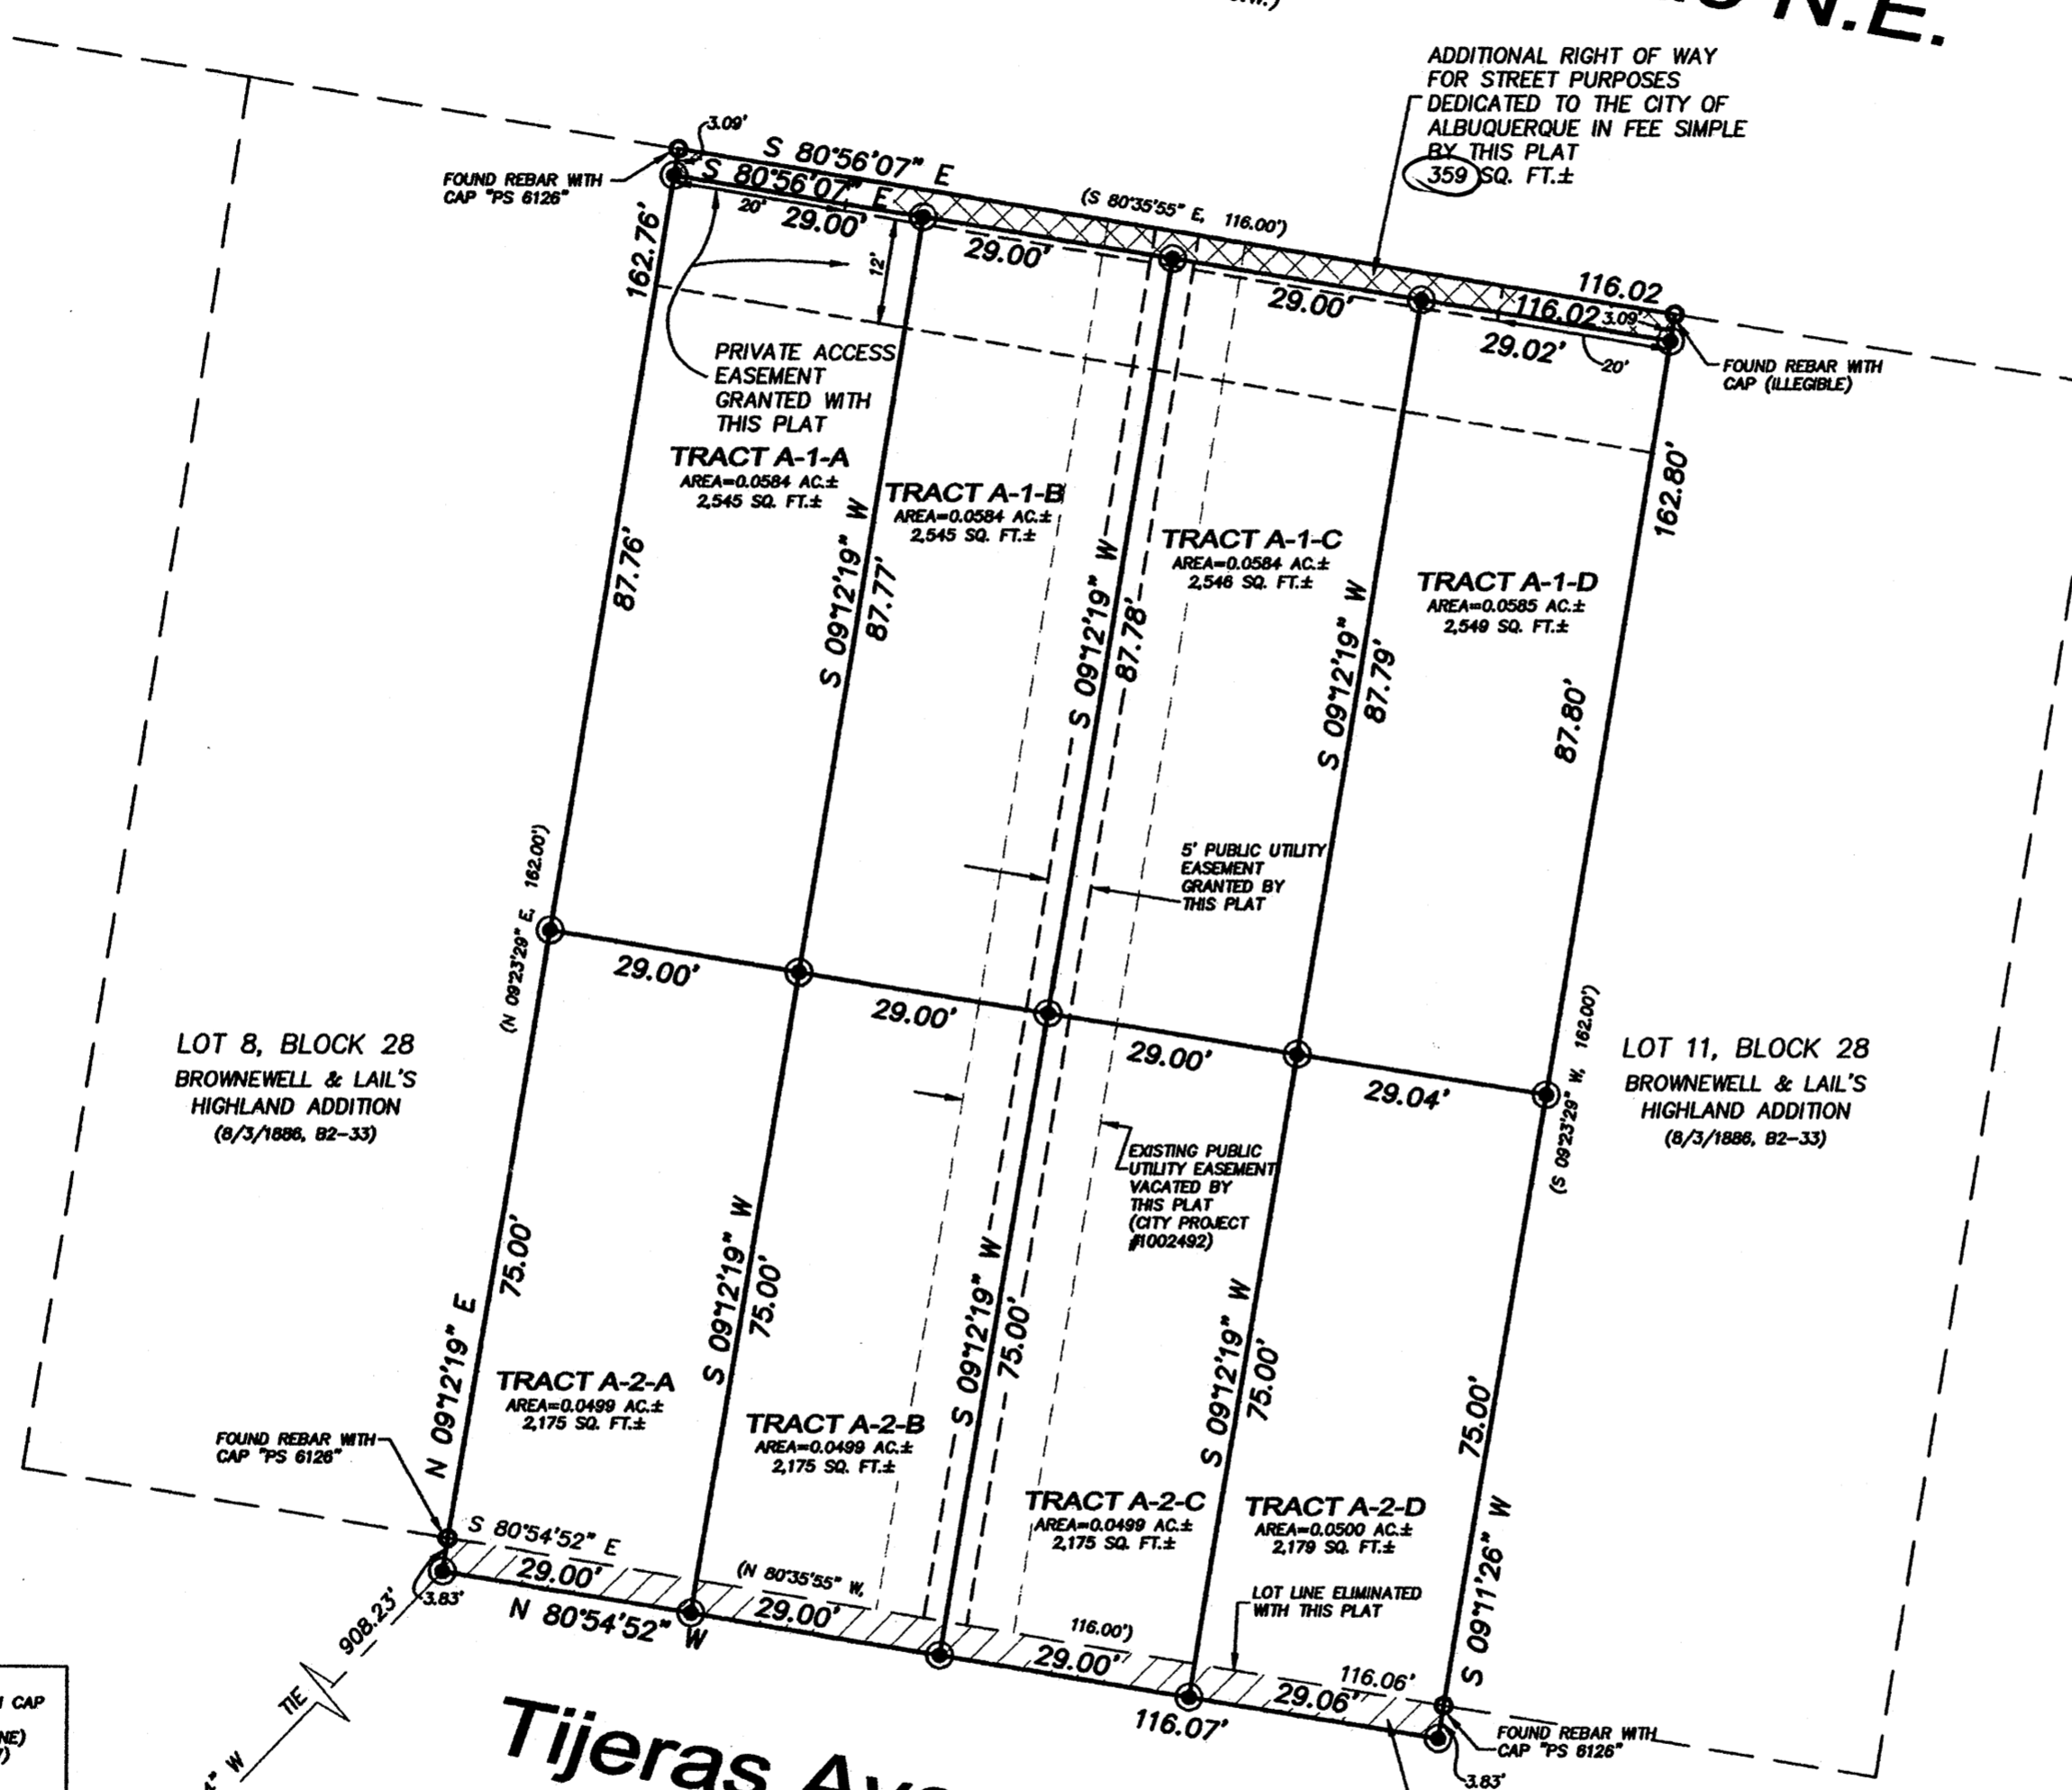 N.E.
ADDITIONAL RIGHT OF WAY
FOR STREET PURPOSES
DEDICATED TO THE CITY OF
ALBUQUERQUE IN FEE SIMPLE
BY THIS PLAT
359 SQ. FT.±
3.09'
S 80°56'07" E
FOUND REBAR WITH
CAP "PS 6126"
S 80°56'07" E
20'
29.00'
(S 80°35'55" E, 116.00')
162.76'
12'
29.00'
29.00'
116.02
116.02
3.09'
29.02'
20'
FOUND REBAR WITH
CAP (ILLEGIBLE)
PRIVATE ACCESS
EASEMENT
GRANTED WITH
THIS PLAT
TRACT A-1-A
AREA=0.0584 AC.±
2,545 SQ. FT.±
TRACT A-1-B
AREA=0.0584 AC.±
2,545 SQ. FT.±
TRACT A-1-C
AREA=0.0584 AC.±
2,546 SQ. FT.±
TRACT A-1-D
AREA=0.0585 AC.±
2,549 SQ. FT.±
162.80'
87.76'
S 09°12'19" W
87.77'
S 09°12'19" W
87.78'
S 09°12'19" W
87.79'
87.80'
(N 09°23'29" E, 162.00')
5' PUBLIC UTILITY
EASEMENT
GRANTED BY
THIS PLAT
29.00'
29.00'
29.00'
29.04'
(S 09°23'29" W, 162.00')
LOT 8, BLOCK 28
BROWNEWELL & LAIL'S
HIGHLAND ADDITION
(8/3/1886, B2-33)
LOT 11, BLOCK 28
BROWNEWELL & LAIL'S
HIGHLAND ADDITION
(8/3/1886, B2-33)
EXISTING PUBLIC
UTILITY EASEMENT
VACATED BY
THIS PLAT
(CITY PROJECT
#1002492)
N 09°12'19" E
75.00'
S 09°12'19" W
75.00'
S 09°12'19" W
75.00'
S 09°12'19" W
75.00'
75.00'
S 09°11'26" W
TRACT A-2-A
AREA=0.0499 AC.±
2,175 SQ. FT.±
TRACT A-2-B
AREA=0.0499 AC.±
2,175 SQ. FT.±
TRACT A-2-C
AREA=0.0499 AC.±
2,175 SQ. FT.±
TRACT A-2-D
AREA=0.0500 AC.±
2,179 SQ. FT.±
FOUND REBAR WITH
CAP "PS 6126"
S 80°54'52" E
29.00'
(N 80°35'55" W, 116.00')
29.00'
LOT LINE ELIMINATED
WITH THIS PLAT
3.83'
N 80°54'52" W
29.00'
116.06'
29.06'
116.07'
FOUND REBAR WITH
CAP "PS 6126"
3.83'
908.23'
TIE
CAP
W
Tijeras